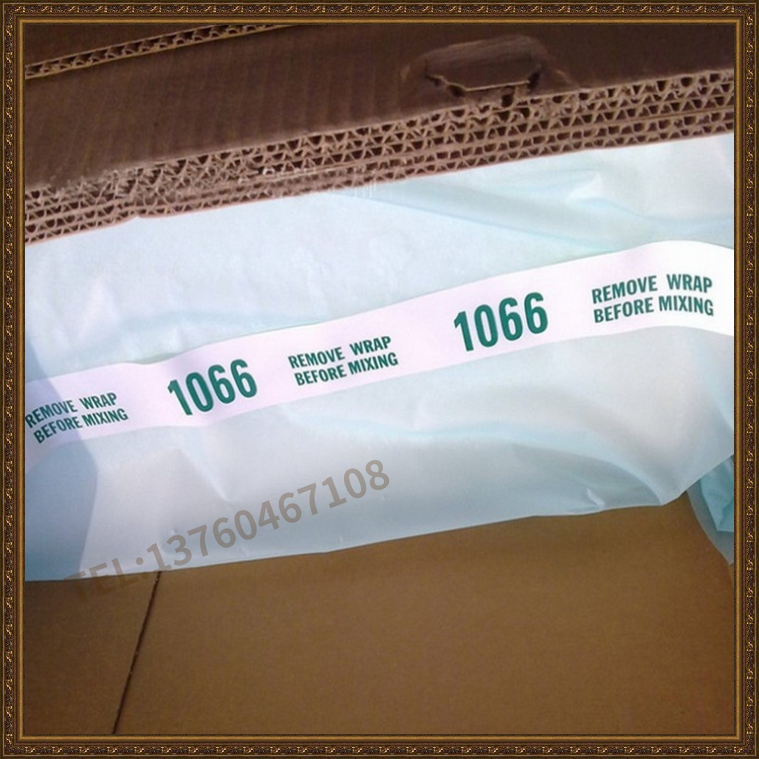 REMOVE WRAP
BEFORE MIXING
1066
REMOVE WRAP
BEFORE MIXING
1066
REMOVE WRAP
BEFORE MIXING
TEL:13760467108